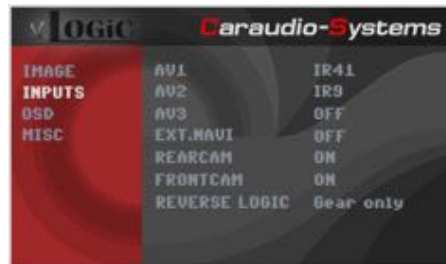 v.LOGiC Caraudio-Systems
IMAGE AV1 IR41
INPUTS AV2 IR9
OSD AV3 OFF
MISC EXT.NAVI OFF
REARCAM ON
FRONTCAM ON
REVERSE LOGIC Gear only